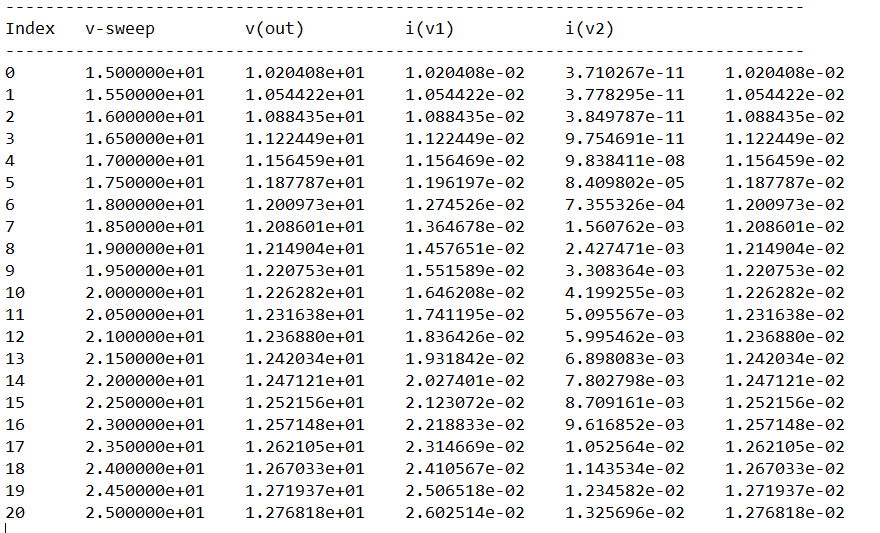 --------------------------------------------------------------------------------
Index   v-sweep         v(out)          i(v1)           i(v2)
--------------------------------------------------------------------------------
0       1.500000e+01    1.020408e+01    1.020408e-02    3.710267e-11    1.020408e-02
1       1.550000e+01    1.054422e+01    1.054422e-02    3.778295e-11    1.054422e-02
2       1.600000e+01    1.088435e+01    1.088435e-02    3.849787e-11    1.088435e-02
3       1.650000e+01    1.122449e+01    1.122449e-02    9.754691e-11    1.122449e-02
4       1.700000e+01    1.156459e+01    1.156469e-02    9.838411e-08    1.156459e-02
5       1.750000e+01    1.187787e+01    1.196197e-02    8.409802e-05    1.187787e-02
6       1.800000e+01    1.200973e+01    1.274526e-02    7.355326e-04    1.200973e-02
7       1.850000e+01    1.208601e+01    1.364678e-02    1.560762e-03    1.208601e-02
8       1.900000e+01    1.214904e+01    1.457651e-02    2.427471e-03    1.214904e-02
9       1.950000e+01    1.220753e+01    1.551589e-02    3.308364e-03    1.220753e-02
10      2.000000e+01    1.226282e+01    1.646208e-02    4.199255e-03    1.226282e-02
11      2.050000e+01    1.231638e+01    1.741195e-02    5.095567e-03    1.231638e-02
12      2.100000e+01    1.236880e+01    1.836426e-02    5.995462e-03    1.236880e-02
13      2.150000e+01    1.242034e+01    1.931842e-02    6.898083e-03    1.242034e-02
14      2.200000e+01    1.247121e+01    2.027401e-02    7.802798e-03    1.247121e-02
15      2.250000e+01    1.252156e+01    2.123072e-02    8.709161e-03    1.252156e-02
16      2.300000e+01    1.257148e+01    2.218833e-02    9.616852e-03    1.257148e-02
17      2.350000e+01    1.262105e+01    2.314669e-02    1.052564e-02    1.262105e-02
18      2.400000e+01    1.267033e+01    2.410567e-02    1.143534e-02    1.267033e-02
19      2.450000e+01    1.271937e+01    2.506518e-02    1.234582e-02    1.271937e-02
20      2.500000e+01    1.276818e+01    2.602514e-02    1.325696e-02    1.276818e-02